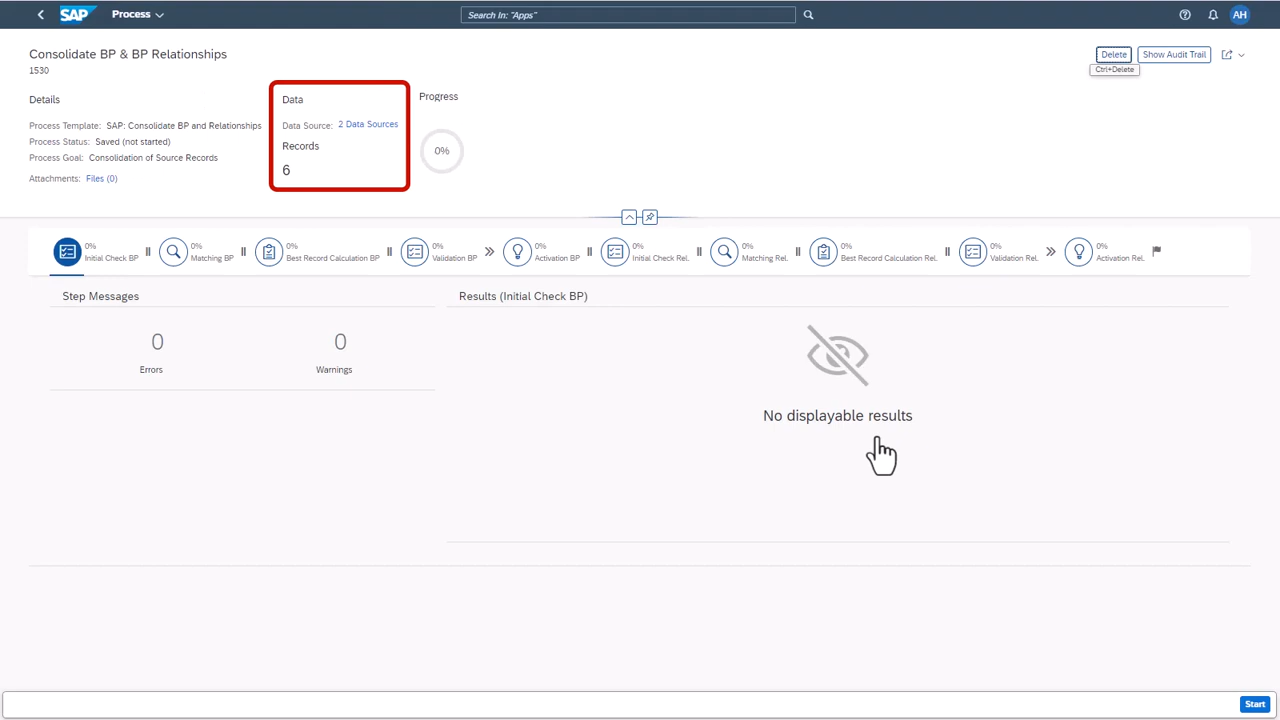 SAP Process Search In: "Apps" AH
Consolidate BP & BP Relationships
1530
Delete Show Audit Trail
Ctrl+Delete
Details
Process Template: SAP: Consolidate BP and Relationships
Process Status: Saved (not started)
Process Goal: Consolidation of Source Records
Attachments: Files (0)
Data
Data Source: 2 Data Sources
Records
6
Progress
0%
0%
Initial Check BP
0%
Matching BP
0%
Best Record Calculation BP
0%
Validation BP
0%
Activation BP
0%
Initial Check Rel.
0%
Matching Rel.
0%
Best Record Calculation Rel.
0%
Validation Rel.
0%
Activation Rel.
Step Messages
0
Errors
0
Warnings
Results (Initial Check BP)
No displayable results
Start